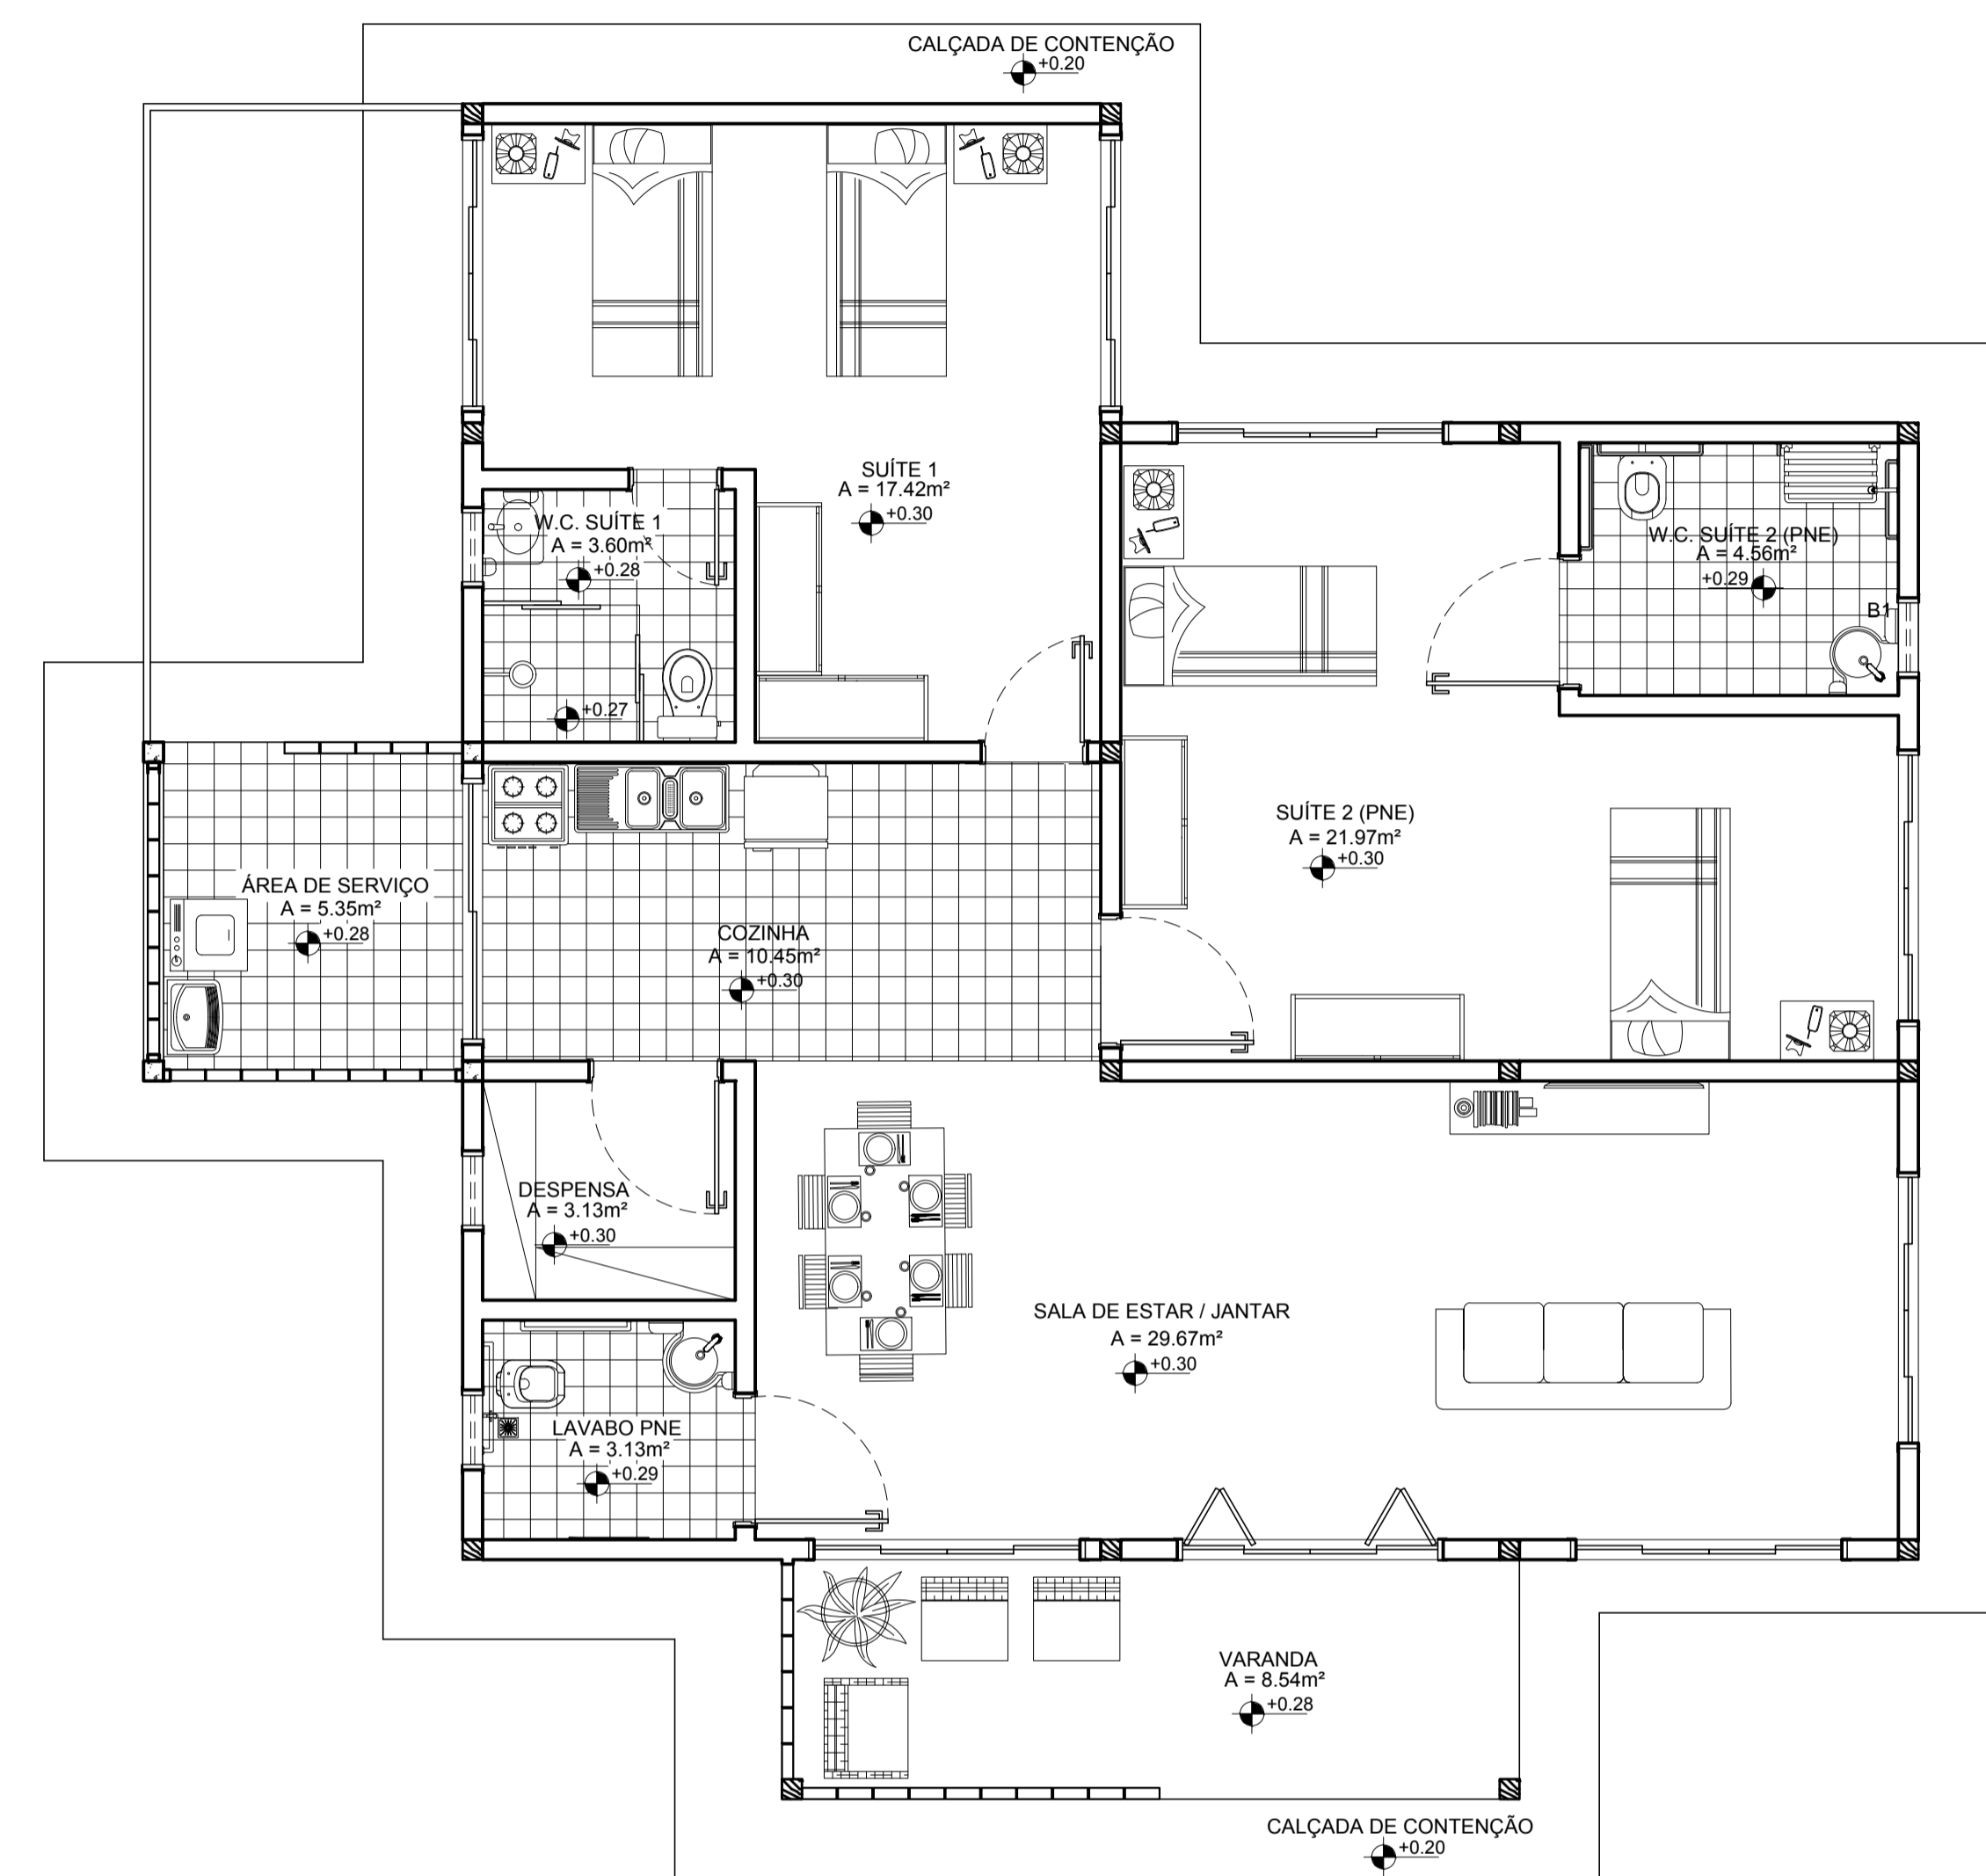 CALÇADA DE CONTENÇÃO
+0.20
SUÍTE 1
A = 17.42m²
+0.30
W.C. SUÍTE 1
A = 3.60m²
+0.28
+0.27
W.C. SUÍTE 2 (PNE)
A = 4.56m²
+0.29
B1
SUÍTE 2 (PNE)
A = 21.97m²
+0.30
ÁREA DE SERVIÇO
A = 5.35m²
+0.28
COZINHA
A = 10.45m²
+0.30
DESPENSA
A = 3.13m²
+0.30
SALA DE ESTAR / JANTAR
A = 29.67m²
+0.30
LAVABO PNE
A = 3.13m²
+0.29
VARANDA
A = 8.54m²
+0.28
CALÇADA DE CONTENÇÃO
+0.20